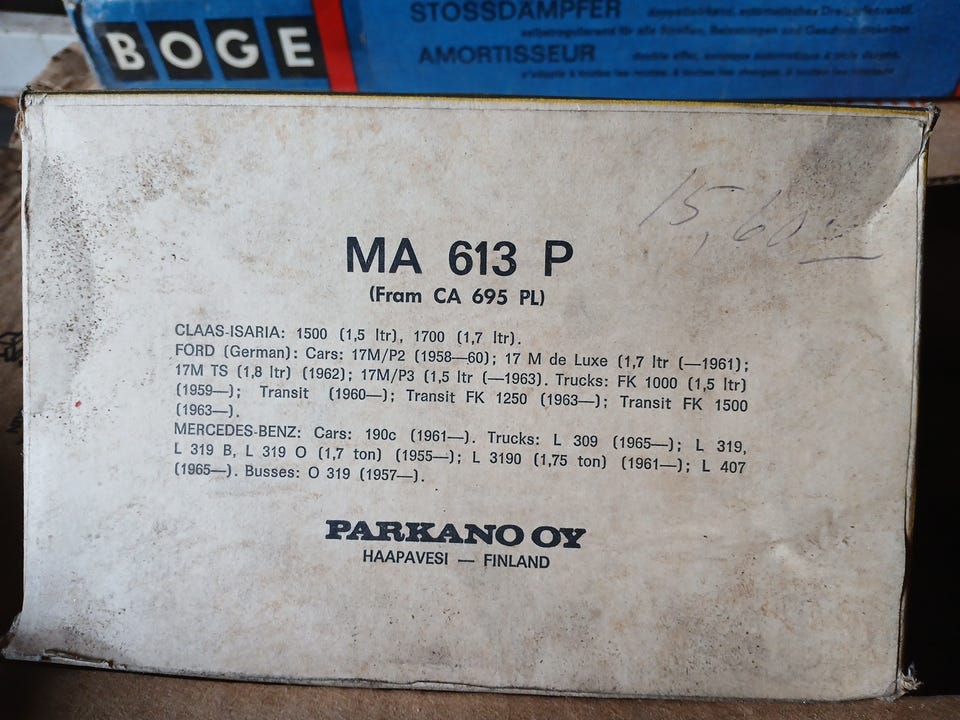 BOGE
STOSSDÄMPFER
AMORTISSEUR
15,60
MA 613 P
(Fram CA 695 PL)
CLAAS-ISARIA: 1500 (1,5 ltr), 1700 (1,7 ltr).
FORD (German): Cars: 17M/P2 (1958—60); 17 M de Luxe (1,7 ltr (—1961);
17M TS (1,8 ltr) (1962); 17M/P3 (1,5 ltr (—1963). Trucks: FK 1000 (1,5 ltr)
(1959—); Transit (1960—); Transit FK 1250 (1963—); Transit FK 1500
(1963—).
MERCEDES-BENZ: Cars: 190c (1961—). Trucks: L 309 (1965—); L 319,
L 319 B, L 319 O (1,7 ton) (1955—); L 3190 (1,75 ton) (1961—); L 407
(1965—). Busses: O 319 (1957—).
PARKANO OY
HAAPAVESI — FINLAND